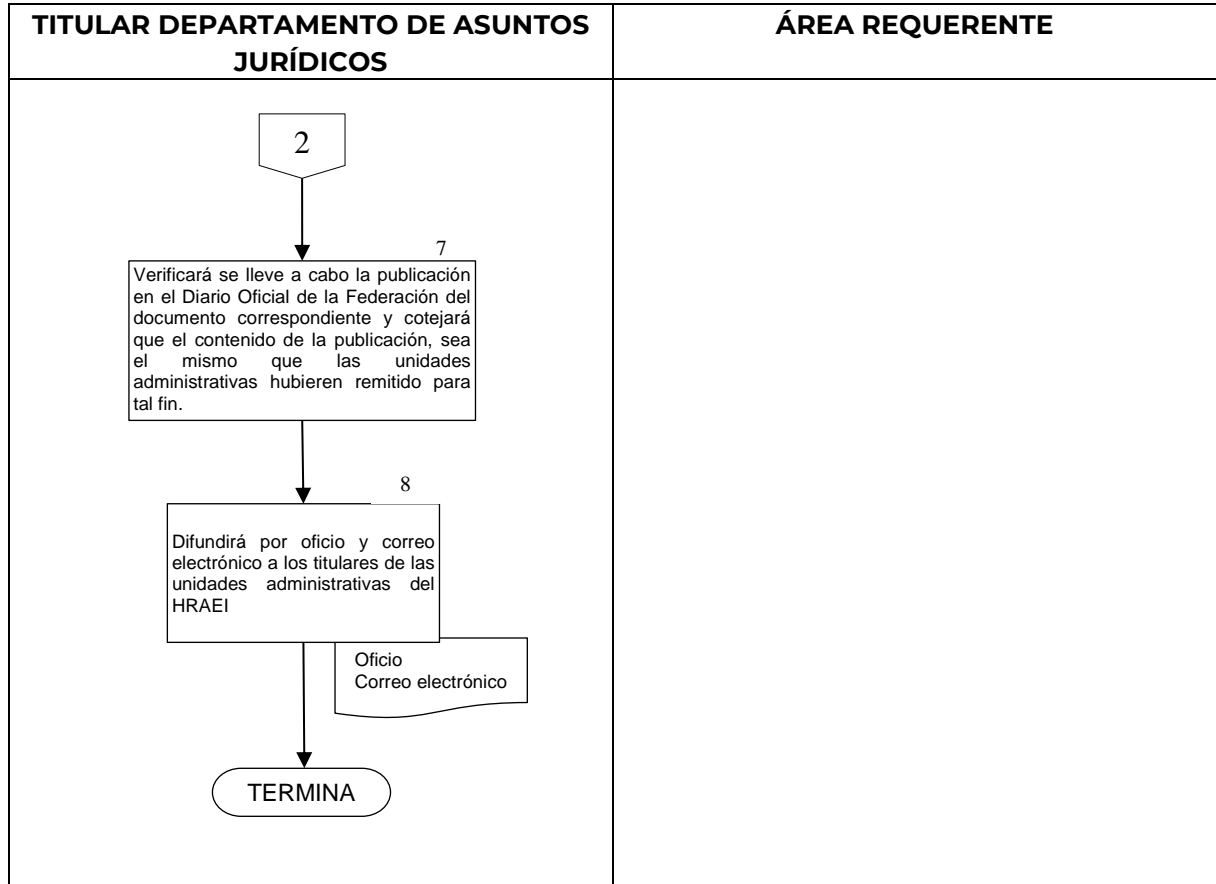 TITULAR DEPARTAMENTO DE ASUNTOS
JURÍDICOS
ÁREA REQUERENTE
2
7
Verificará se lleve a cabo la publicación
en el Diario Oficial de la Federación del
documento correspondiente y cotejará
que el contenido de la publicación, sea
el mismo que las unidades
administrativas hubieren remitido para
tal fin.
8
Difundirá por oficio y correo
electrónico a los titulares de las
unidades administrativas del
HRAEI
Oficio
Correo electrónico
TERMINA